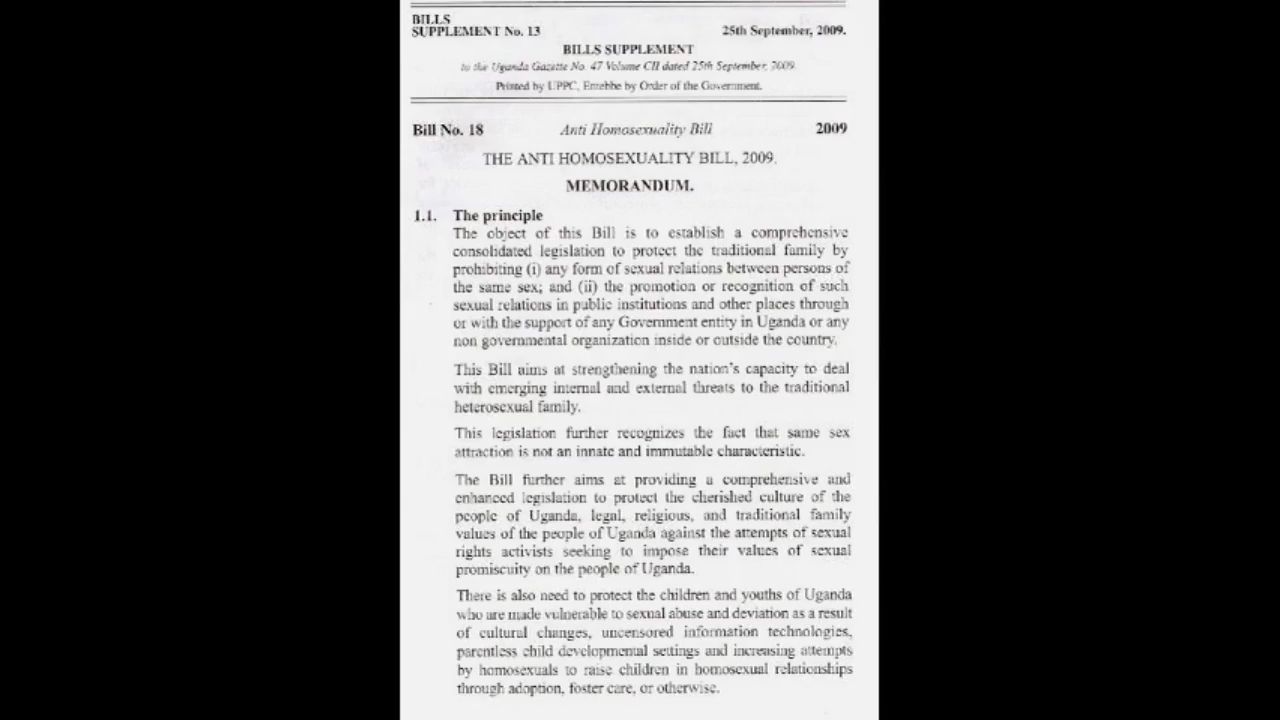 BILLS
SUPPLEMENT No. 13 25th September, 2009.
BILLS SUPPLEMENT
to the Uganda Gazette No. 47 Volume CII dated 25th September, 2009.
Printed by UPPC, Entebbe by Order of the Government.
Bill No. 18 Anti Homosexuality Bill 2009
THE ANTI HOMOSEXUALITY BILL, 2009.
MEMORANDUM.
1.1. The principle
The object of this Bill is to establish a comprehensive
consolidated legislation to protect the traditional family by
prohibiting (i) any form of sexual relations between persons of
the same sex; and (ii) the promotion or recognition of such
sexual relations in public institutions and other places through
or with the support of any Government entity in Uganda or any
non governmental organization inside or outside the country.
This Bill aims at strengthening the nation's capacity to deal
with emerging internal and external threats to the traditional
heterosexual family.
This legislation further recognizes the fact that same sex
attraction is not an innate and immutable characteristic.
The Bill further aims at providing a comprehensive and
enhanced legislation to protect the cherished culture of the
people of Uganda, legal, religious, and traditional family
values of the people of Uganda against the attempts of sexual
rights activists seeking to impose their values of sexual
promiscuity on the people of Uganda.
There is also need to protect the children and youths of Uganda
who are made vulnerable to sexual abuse and deviation as a result
of cultural changes, uncensored information technologies,
parentless child developmental settings and increasing attempts
by homosexuals to raise children in homosexual relationships
through adoption, foster care, or otherwise.